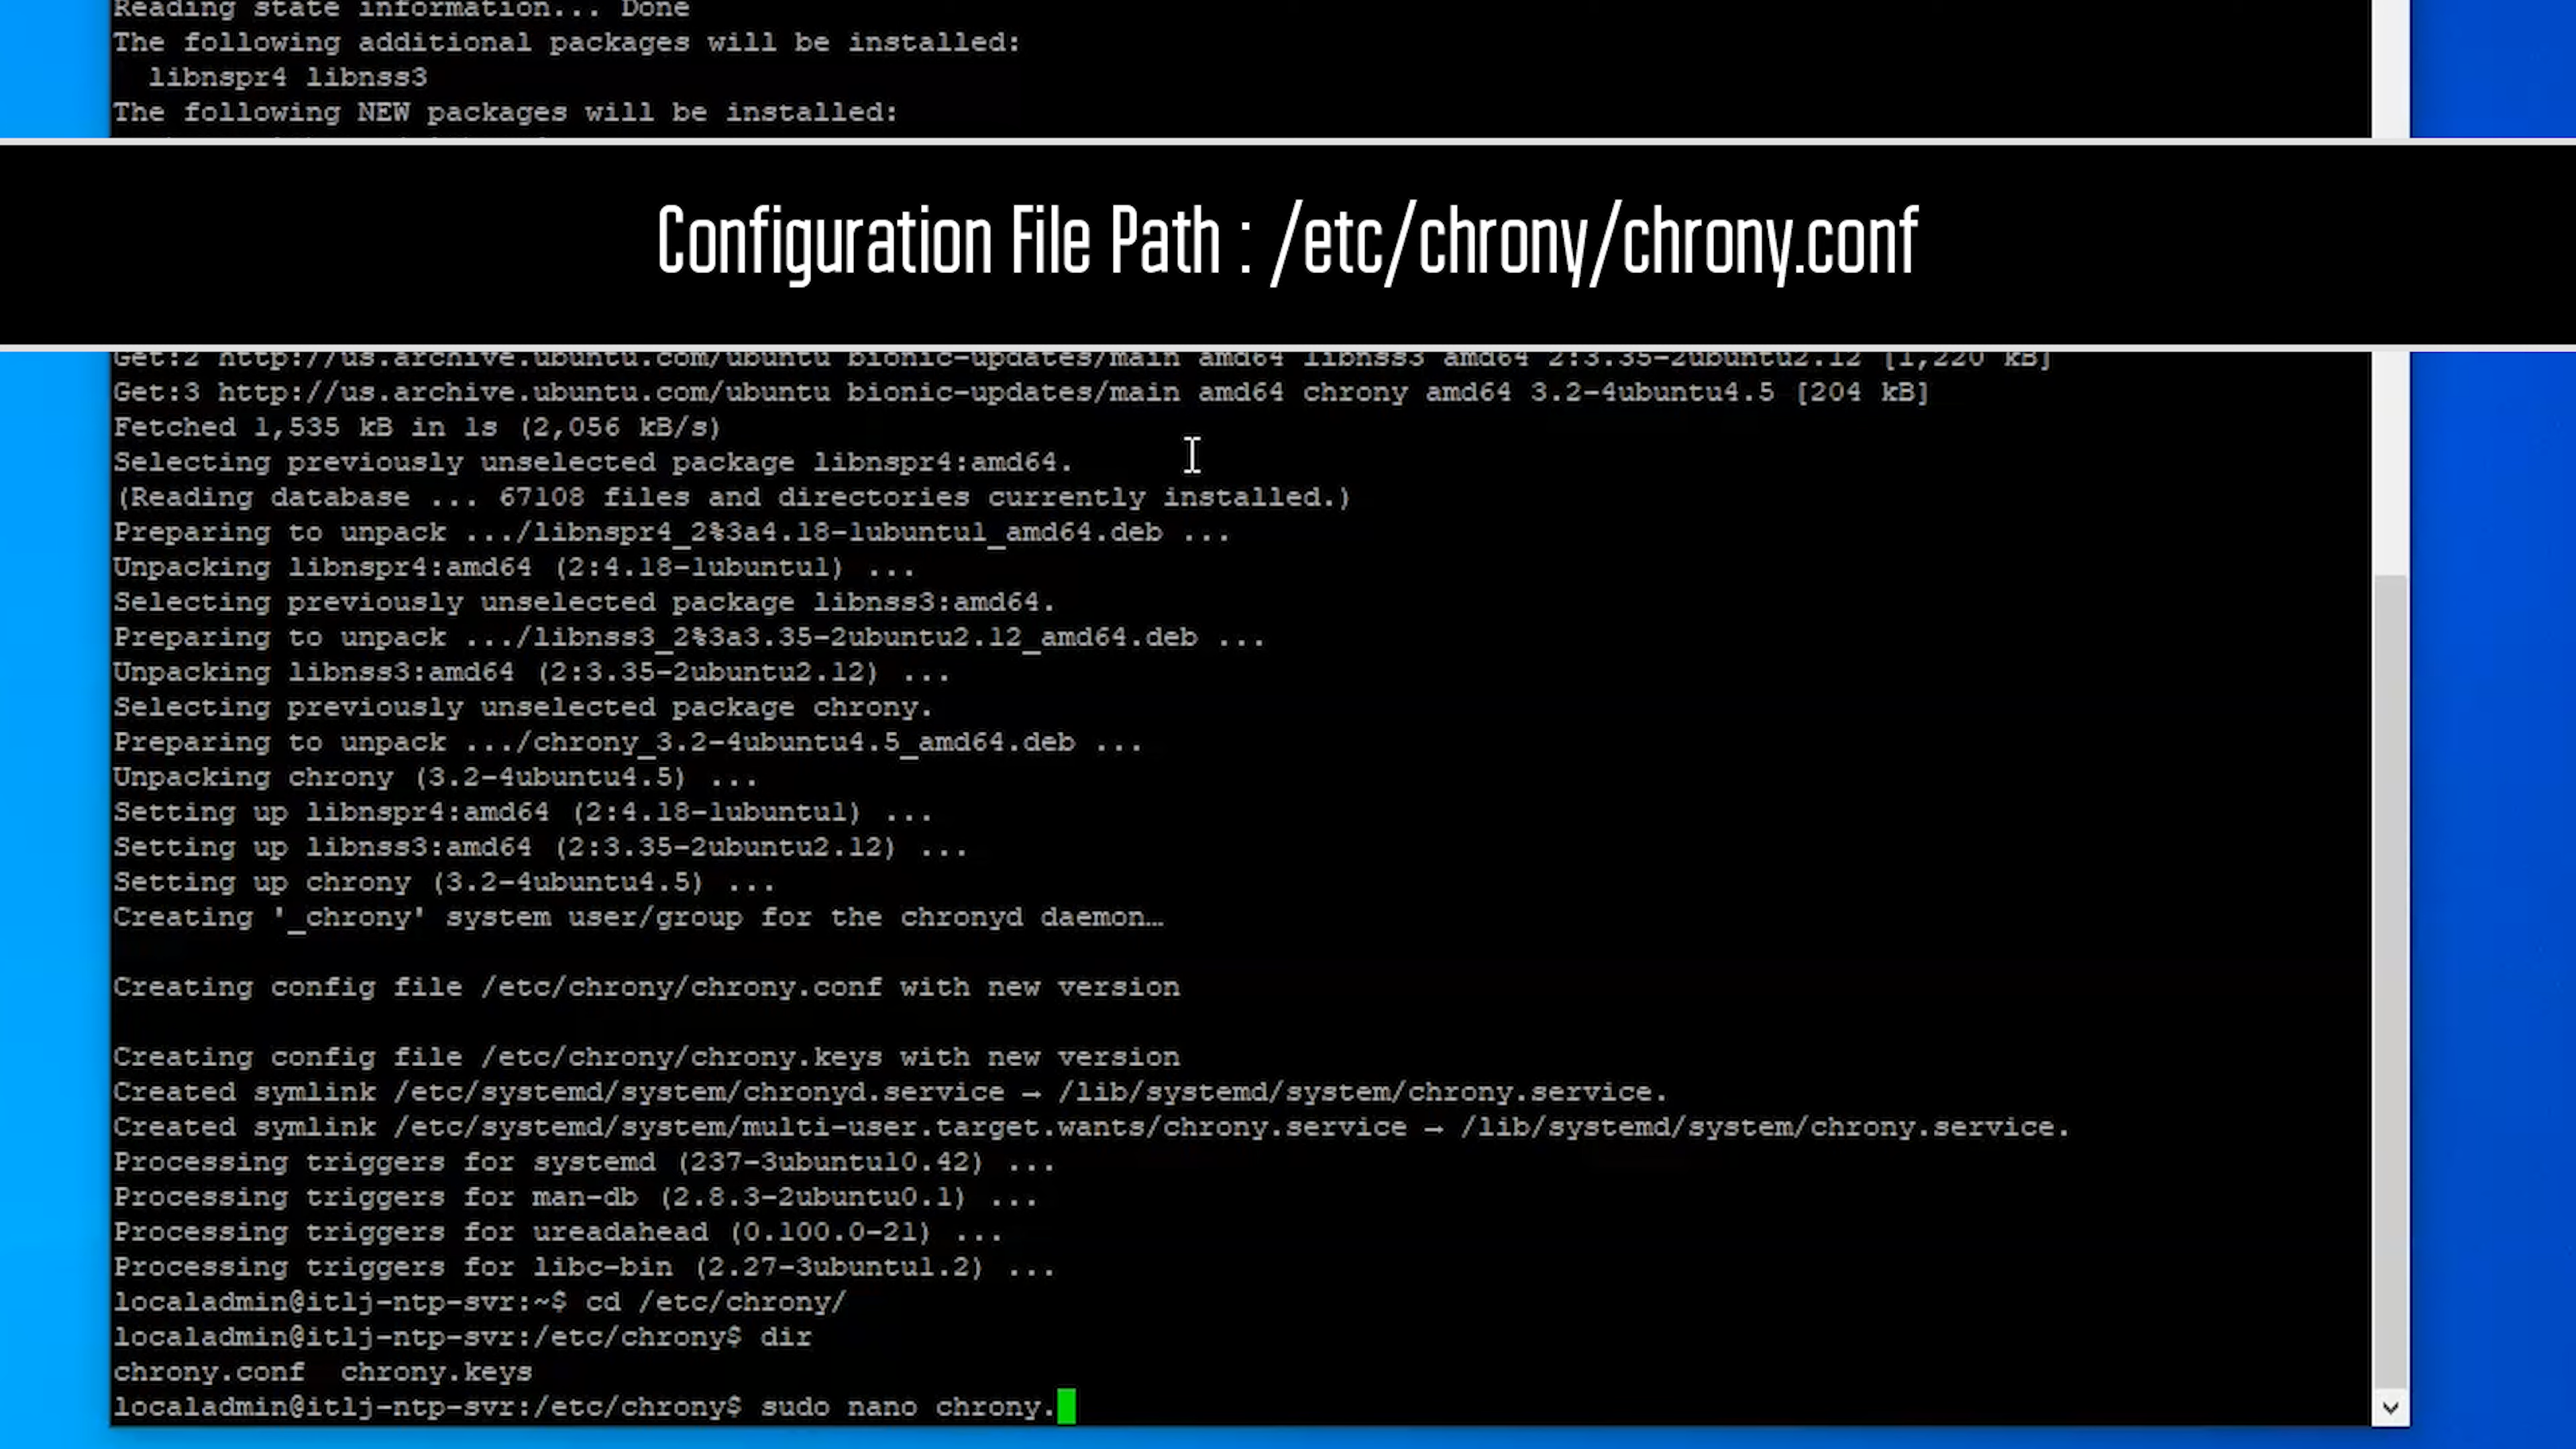 Reading state information... Done
The following additional packages will be installed:
  libnspr4 libnss3
The following NEW packages will be installed:
Configuration File Path : /etc/chrony/chrony.conf
Get:2 http://us.archive.ubuntu.com/ubuntu bionic-updates/main amd64 libnss3 amd64 2:3.35-2ubuntu2.12 [1,220 kB]
Get:3 http://us.archive.ubuntu.com/ubuntu bionic-updates/main amd64 chrony amd64 3.2-4ubuntu4.5 [204 kB]
Fetched 1,535 kB in 1s (2,056 kB/s)
Selecting previously unselected package libnspr4:amd64.
(Reading database ... 67108 files and directories currently installed.)
Preparing to unpack .../libnspr4_2%3a4.18-1ubuntu1_amd64.deb ...
Unpacking libnspr4:amd64 (2:4.18-1ubuntu1) ...
Selecting previously unselected package libnss3:amd64.
Preparing to unpack .../libnss3_2%3a3.35-2ubuntu2.12_amd64.deb ...
Unpacking libnss3:amd64 (2:3.35-2ubuntu2.12) ...
Selecting previously unselected package chrony.
Preparing to unpack .../chrony_3.2-4ubuntu4.5_amd64.deb ...
Unpacking chrony (3.2-4ubuntu4.5) ...
Setting up libnspr4:amd64 (2:4.18-1ubuntu1) ...
Setting up libnss3:amd64 (2:3.35-2ubuntu2.12) ...
Setting up chrony (3.2-4ubuntu4.5) ...
Creating '_chrony' system user/group for the chronyd daemon…
Creating config file /etc/chrony/chrony.conf with new version
Creating config file /etc/chrony/chrony.keys with new version
Created symlink /etc/systemd/system/chronyd.service → /lib/systemd/system/chrony.service.
Created symlink /etc/systemd/system/multi-user.target.wants/chrony.service → /lib/systemd/system/chrony.service.
Processing triggers for systemd (237-3ubuntu10.42) ...
Processing triggers for man-db (2.8.3-2ubuntu0.1) ...
Processing triggers for ureadahead (0.100.0-21) ...
Processing triggers for libc-bin (2.27-3ubuntu1.2) ...
localadmin@itlj-ntp-svr:~$ cd /etc/chrony/
localadmin@itlj-ntp-svr:/etc/chrony$ dir
chrony.conf  chrony.keys
localadmin@itlj-ntp-svr:/etc/chrony$ sudo nano chrony.